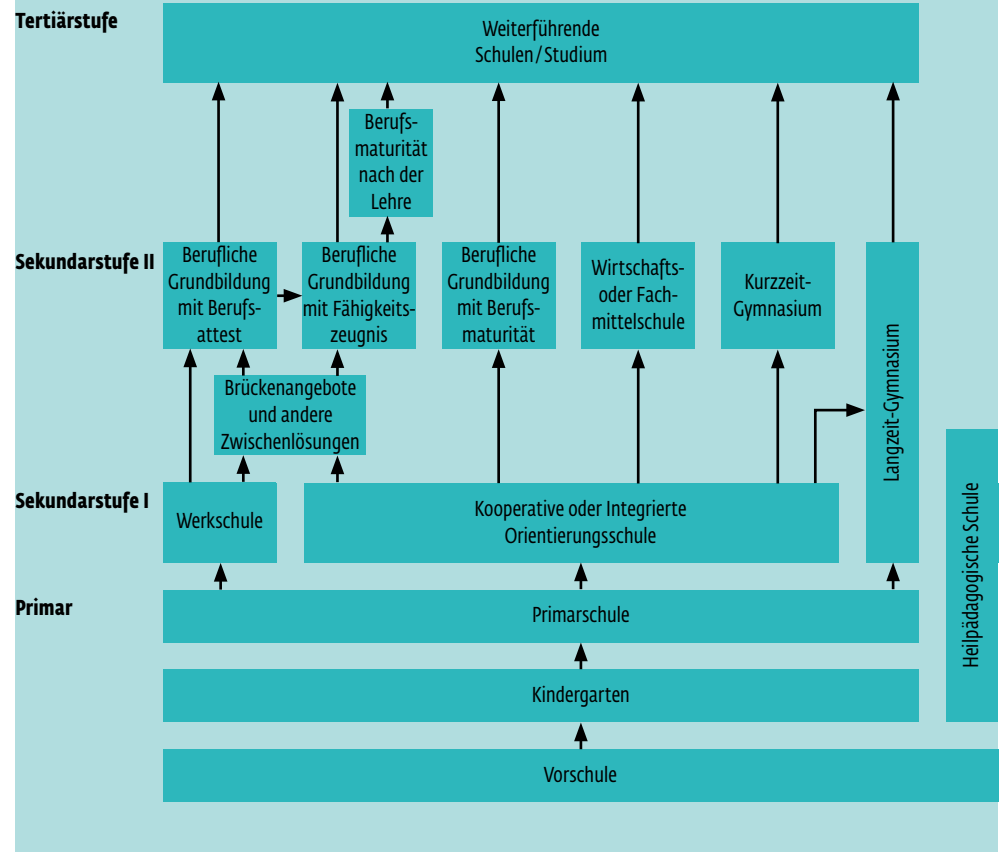 Tertiärstufe
Weiterführende
Schulen/Studium
Berufs-
maturität
nach der
Lehre
Sekundarstufe II
Berufliche
Grundbildung
mit Berufs-
attest
Berufliche
Grundbildung
mit Fähigkeits-
zeugnis
Berufliche
Grundbildung
mit Berufs-
maturität
Wirtschafts-
oder Fach-
mittelschule
Kurzzeit-
Gymnasium
Langzeit-Gymnasium
Brückenangebote
und andere
Zwischenlösungen
Sekundarstufe I
Werkschule
Kooperative oder Integrierte
Orientierungsschule
Heilpädagogische Schule
Primar
Primarschule
Kindergarten
Vorschule